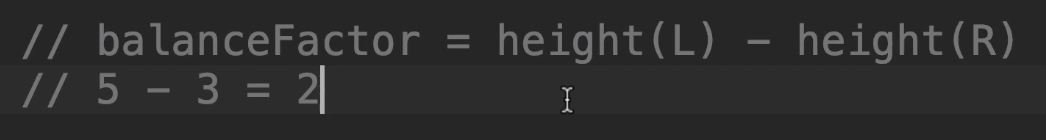 // balanceFactor = height(L) - height(R)
// 5 - 3 = 2